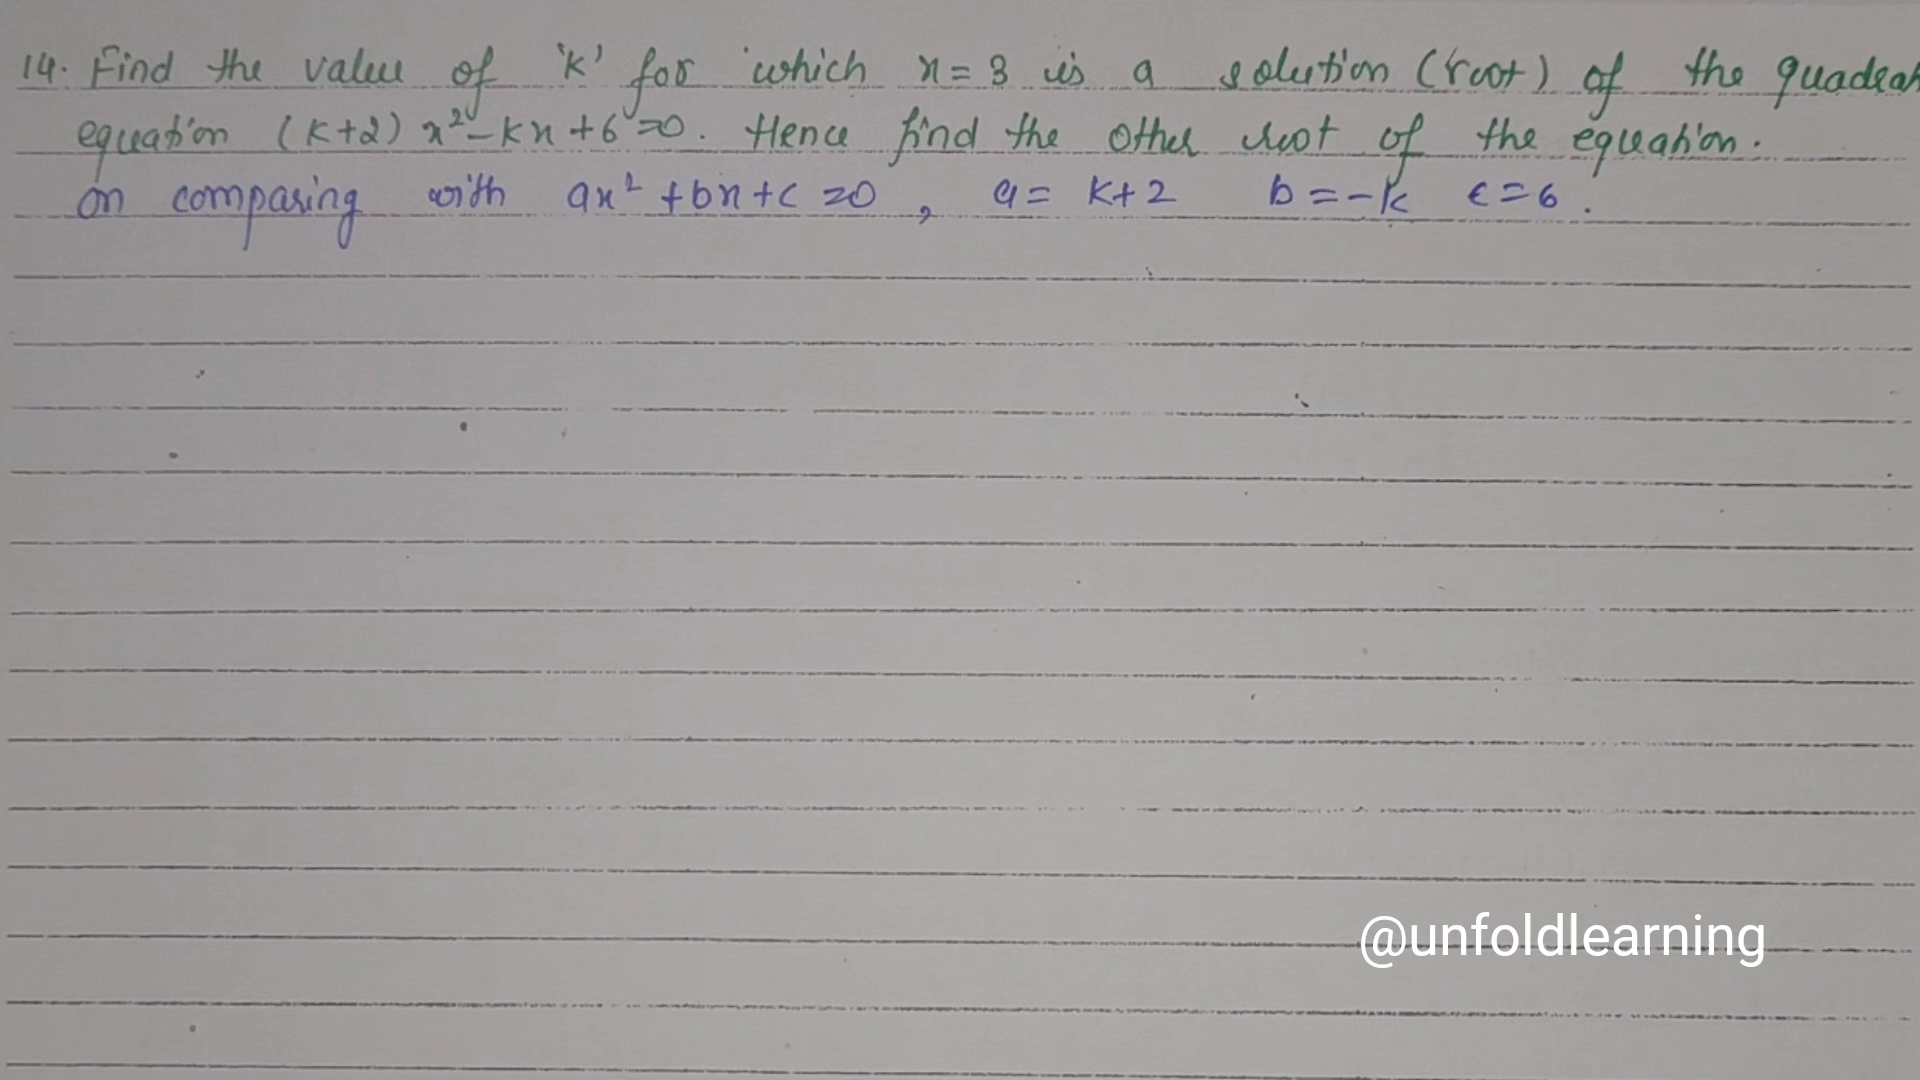 14. Find the value of 'k' for which x = 3 is a solution (root) of the quadrat
equation (k+2) x² - kx + 6 = 0. Hence find the other root of the equation.
on comparing with ax² + bx + c = 0 , a = k+2 b = -k c = 6 .
@unfoldlearning